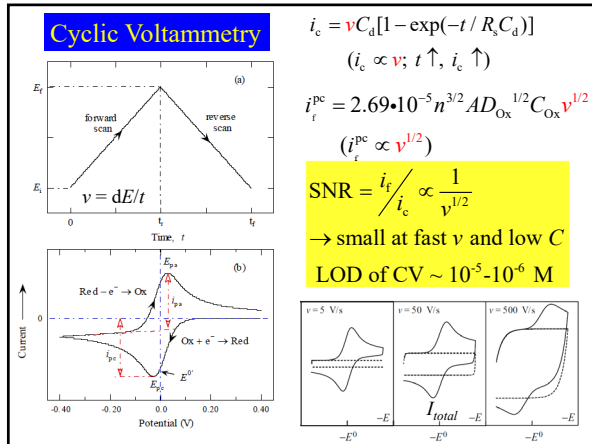 Cyclic Voltammetry
(a)
E_f
forward
scan
reverse
scan
E_i
v = dE/t
0
t_r
t_f
Time, t
(b)
E_pa
Red – e⁻ → Ox
i_pa
0
Ox + e⁻ → Red
i_pc
E_pc
E⁰'
Current →
-0.40
-0.20
0.0
0.20
0.40
Potential (V)
i_c = vC_d[1 – exp(–t / R_sC_d)]
(i_c ∝ v; t ↑, i_c ↑)
i_f^pc = 2.69•10⁻⁵ n^3/2 AD_Ox^1/2 C_Ox v^1/2
(i_f^pc ∝ v^1/2)
SNR = i_f/i_c ∝ 1/v^1/2
→ small at fast v and low C
LOD of CV ~ 10⁻⁵-10⁻⁶ M
v = 5 V/s
v = 50 V/s
v = 500 V/s
I_total
–E
–E
–E
–E⁰
–E⁰
–E⁰